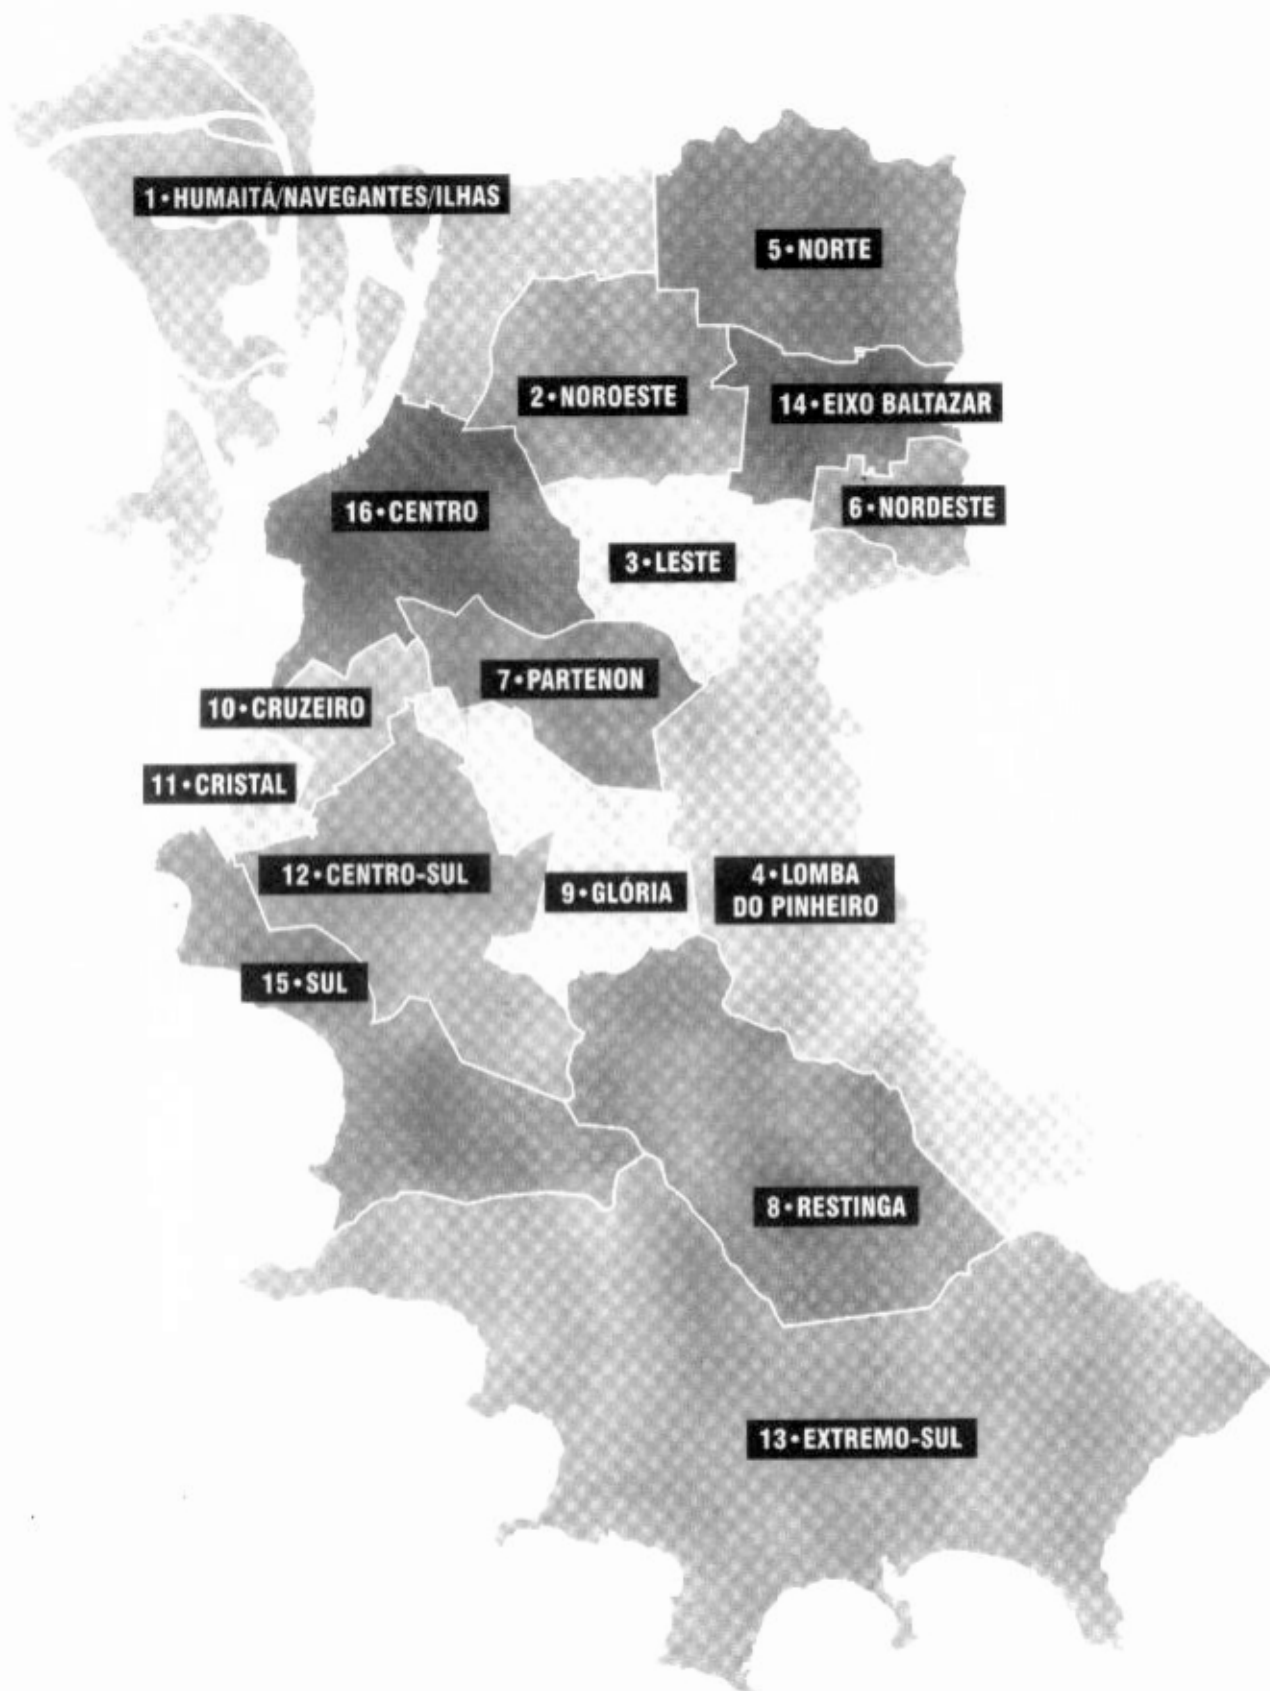 1•HUMAITÁ/NAVEGANTES/ILHAS
5•NORTE
2•NOROESTE
14•EIXO BALTAZAR
16•CENTRO
6•NORDESTE
3•LESTE
7•PARTENON
10•CRUZEIRO
11•CRISTAL
12•CENTRO-SUL
9•GLÓRIA
4•LOMBA
DO PINHEIRO
15•SUL
8•RESTINGA
13•EXTREMO-SUL